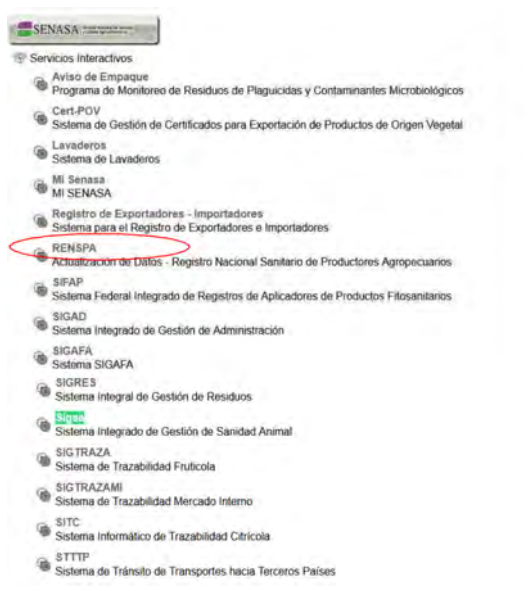 SENASA
Servicios Interactivos
Aviso de Empaque
Programa de Monitoreo de Residuos de Plaguicidas y Contaminantes Microbiológicos
Cert-POV
Sistema de Gestión de Certificados para Exportación de Productos de Origen Vegetal
Lavaderos
Sistema de Lavaderos
Mi Senasa
MI SENASA
Registro de Exportadores - Importadores
Sistema para el Registro de Exportadores e Importadores
RENSPA
Actualización de Datos - Registro Nacional Sanitario de Productores Agropecuarios
SIFAP
Sistema Federal Integrado de Registros de Aplicadores de Productos Fitosanitarios
SIGAD
Sistema Integrado de Gestión de Administración
SIGAFA
Sistema SIGAFA
SIGRES
Sistema Integral de Gestión de Residuos
Sigsa
Sistema Integrado de Gestión de Sanidad Animal
SIGTRAZA
Sistema de Trazabilidad Fruticola
SIGTRAZAMI
Sistema de Trazabilidad Mercado Interno
SITC
Sistema Informático de Trazabilidad Citrícola
STTTP
Sistema de Tránsito de Transportes hacia Terceros Países